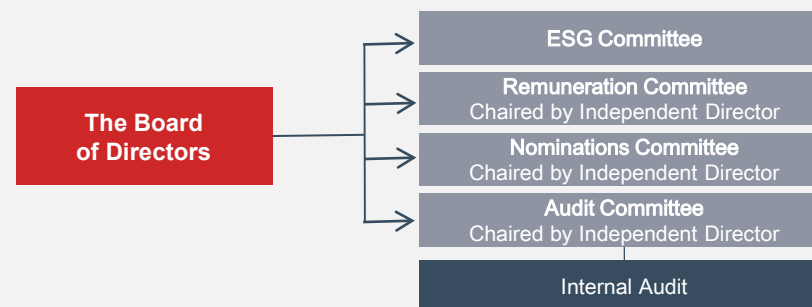 The Board
of Directors
ESG Committee
Remuneration Committee
Chaired by Independent Director
Nominations Committee
Chaired by Independent Director
Audit Committee
Chaired by Independent Director
Internal Audit